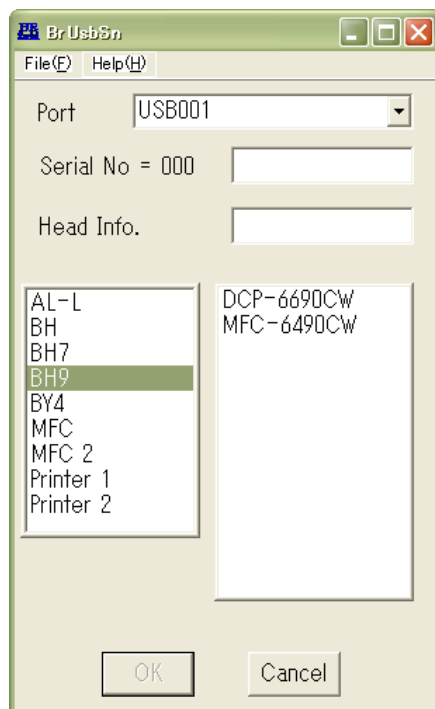 BrUsbSn
File(F) Help(H)
Port USB001
Serial No = 000
Head Info.
AL-L
BH
BH7
BH9
BY4
MFC
MFC 2
Printer 1
Printer 2
DCP-6690CW
MFC-6490CW
OK Cancel